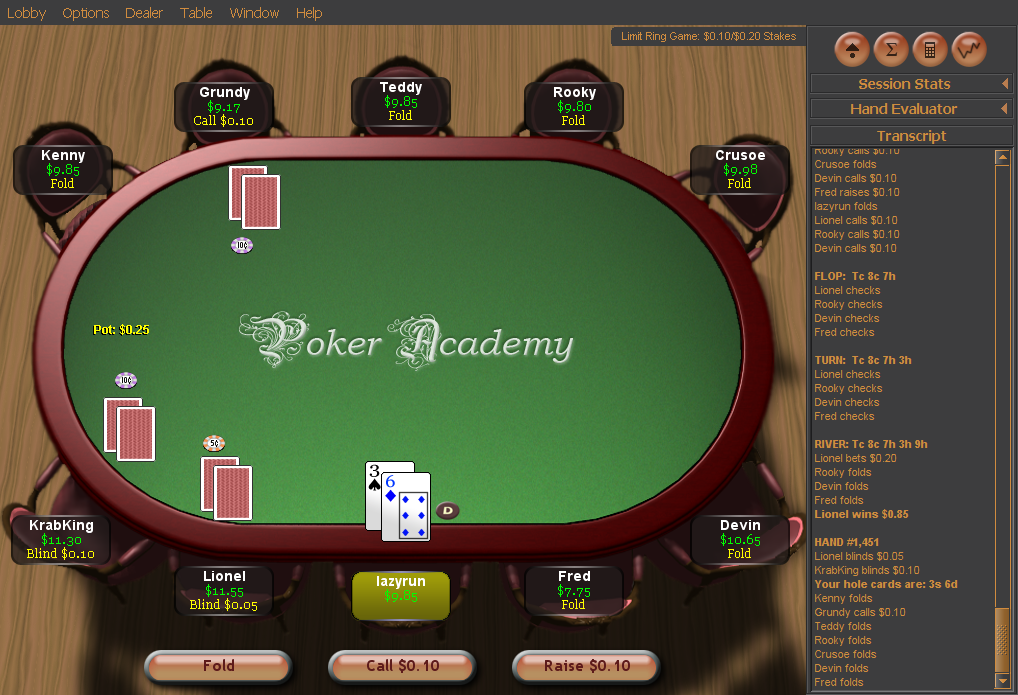 Lobby Options Dealer Table Window Help
Limit Ring Game: $0.10/$0.20 Stakes
Grundy
$9.17
Call $0.10
Teddy
$9.85
Fold
Rooky
$9.80
Fold
Kenny
$9.85
Fold
Crusoe
$9.98
Fold
10¢
Pot: $0.25
Poker Academy
10¢
5¢
3
6
D
KrabKing
$11.30
Blind $0.10
Devin
$10.65
Fold
Lionel
$11.55
Blind $0.05
lazyrun
$9.85
Fred
$7.75
Fold
Fold
Call $0.10
Raise $0.10
Σ
Session Stats
Hand Evaluator
Transcript
Rooky calls $0.10
Crusoe folds
Devin calls $0.10
Fred raises $0.10
lazyrun folds
Lionel calls $0.10
Rooky calls $0.10
Devin calls $0.10
FLOP: Tc 8c 7h
Lionel checks
Rooky checks
Devin checks
Fred checks
TURN: Tc 8c 7h 3h
Lionel checks
Rooky checks
Devin checks
Fred checks
RIVER: Tc 8c 7h 3h 9h
Lionel bets $0.20
Rooky folds
Devin folds
Fred folds
Lionel wins $0.85
HAND #1,451
Lionel blinds $0.05
KrabKing blinds $0.10
Your hole cards are: 3s 6d
Kenny folds
Grundy calls $0.10
Teddy folds
Rooky folds
Crusoe folds
Devin folds
Fred folds